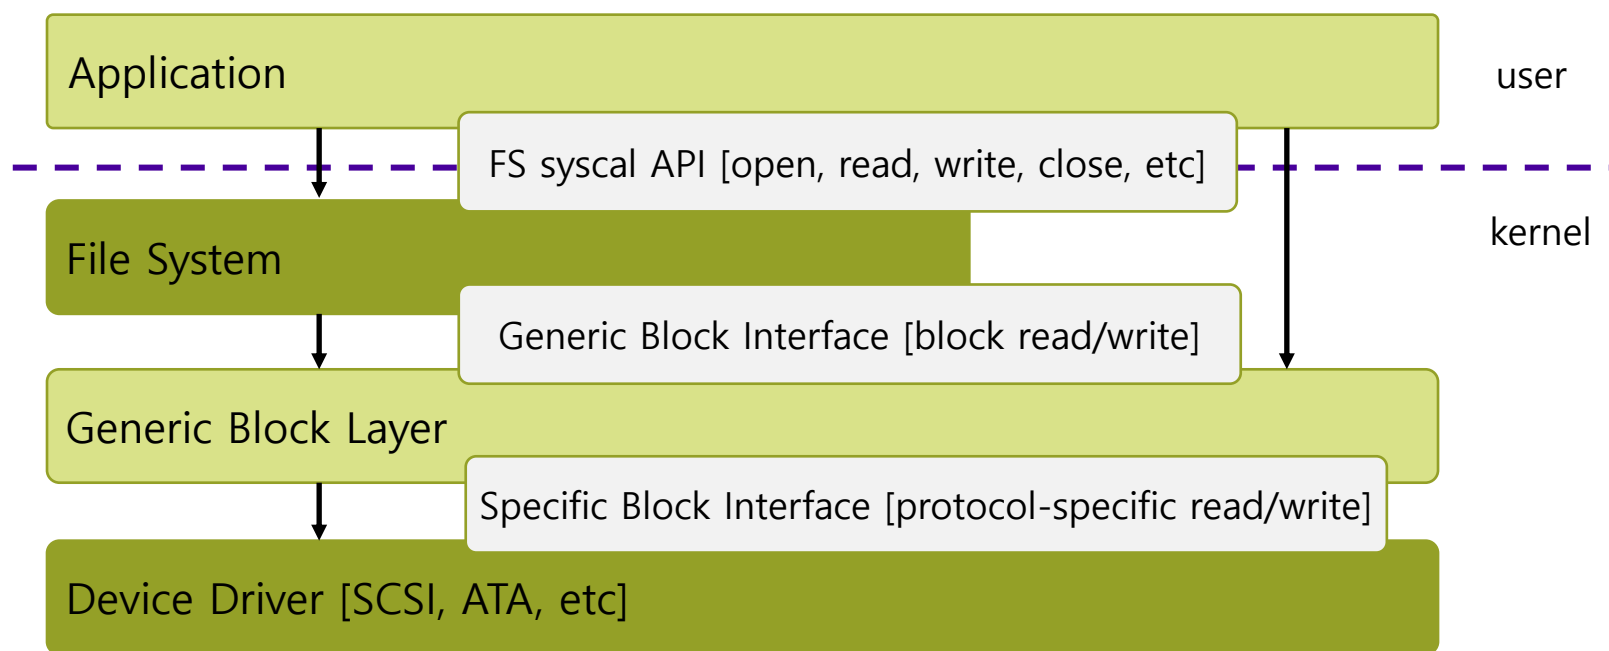 Application
user
FS syscal API [open, read, write, close, etc]
File System
kernel
Generic Block Interface [block read/write]
Generic Block Layer
Specific Block Interface [protocol-specific read/write]
Device Driver [SCSI, ATA, etc]